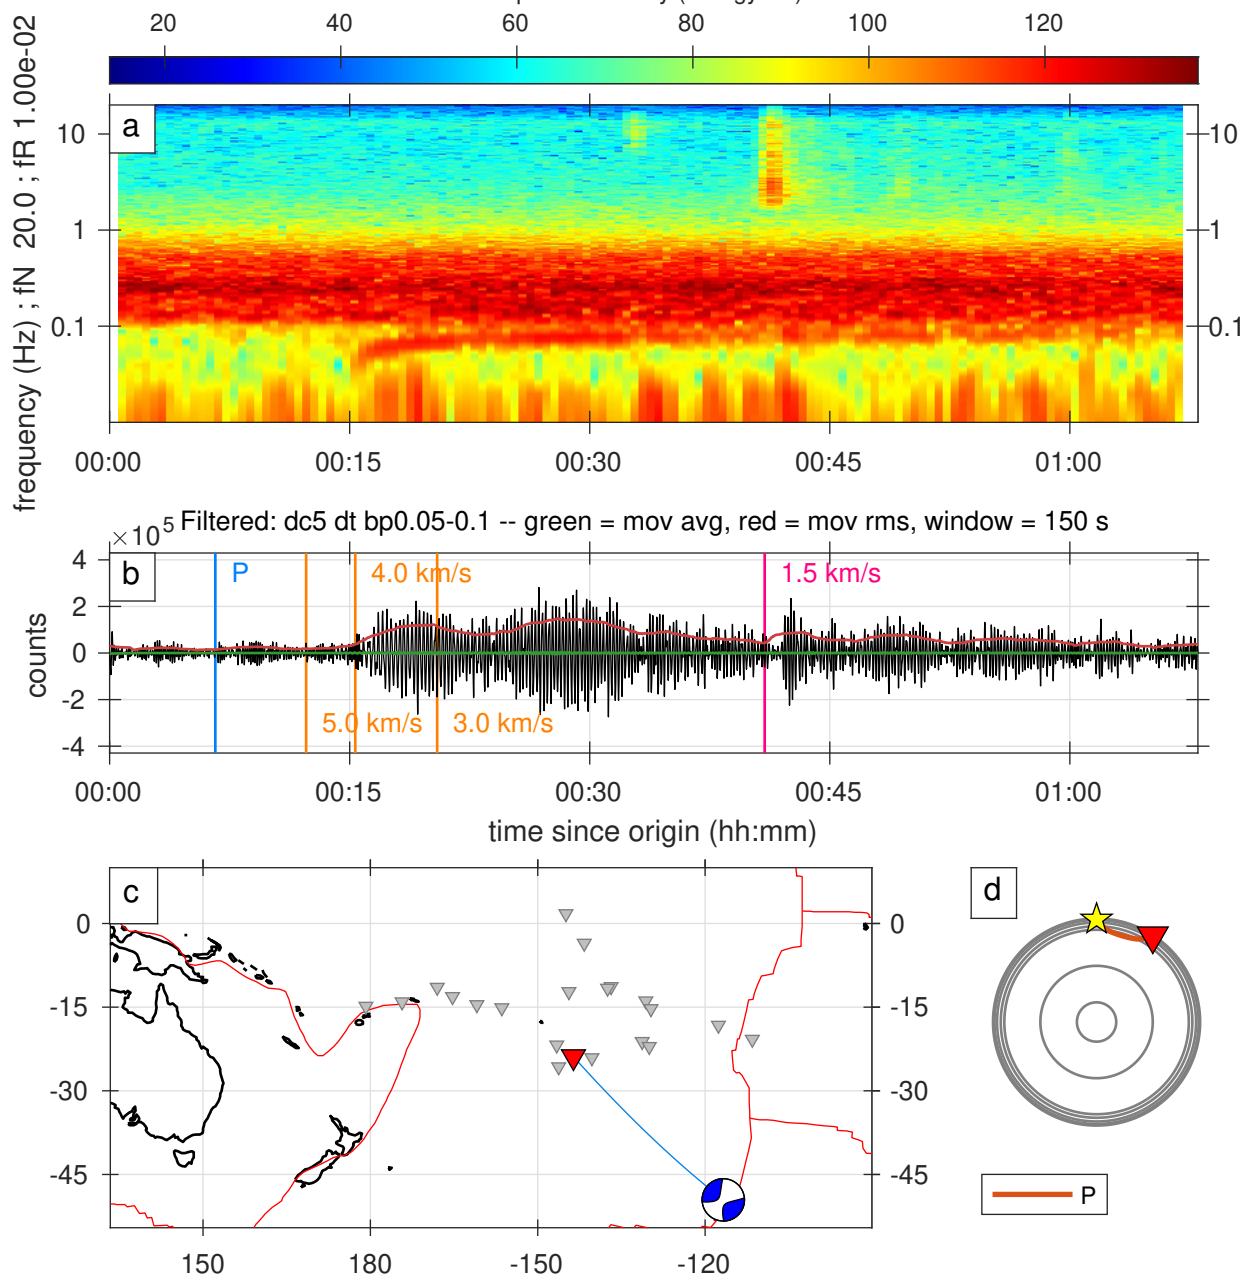 20 40 60 80 100 120
frequency (Hz) ; fN 20.0 ; fR 1.00e-02
a
10 10
1 1
0.1 0.1
00:00 00:15 00:30 00:45 01:00
×10⁵ Filtered: dc5 dt bp0.05-0.1 -- green = mov avg, red = mov rms, window = 150 s
b
P 4.0 km/s 1.5 km/s
5.0 km/s 3.0 km/s
counts
4
2
0
-2
-4
00:00 00:15 00:30 00:45 01:00
time since origin (hh:mm)
c
0 0
-15 -15
-30 -30
-45 -45
150 180 -150 -120
d
P